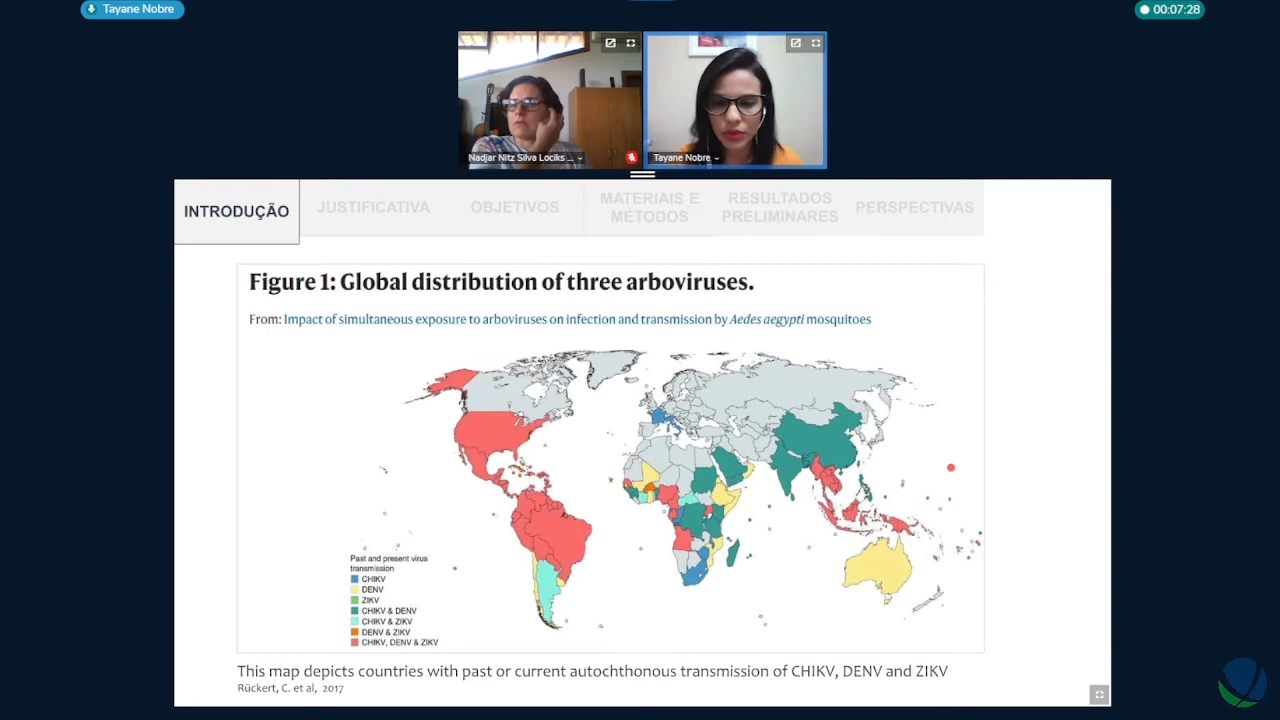 Tayane Nobre
00:07:28
Nadjar Nitz Silva Lociks ...
Tayane Nobre
INTRODUÇÃO
JUSTIFICATIVA
OBJETIVOS
MATERIAIS E
MÉTODOS
RESULTADOS
PRELIMINARES
PERSPECTIVAS
Figure 1: Global distribution of three arboviruses.
From: Impact of simultaneous exposure to arboviruses on infection and transmission by Aedes aegypti mosquitoes
Past and present virus
transmission
CHIKV
DENV
ZIKV
CHIKV & DENV
CHIKV & ZIKV
DENV & ZIKV
CHIKV, DENV & ZIKV
This map depicts countries with past or current autochthonous transmission of CHIKV, DENV and ZIKV
Rückert, C. et al, 2017